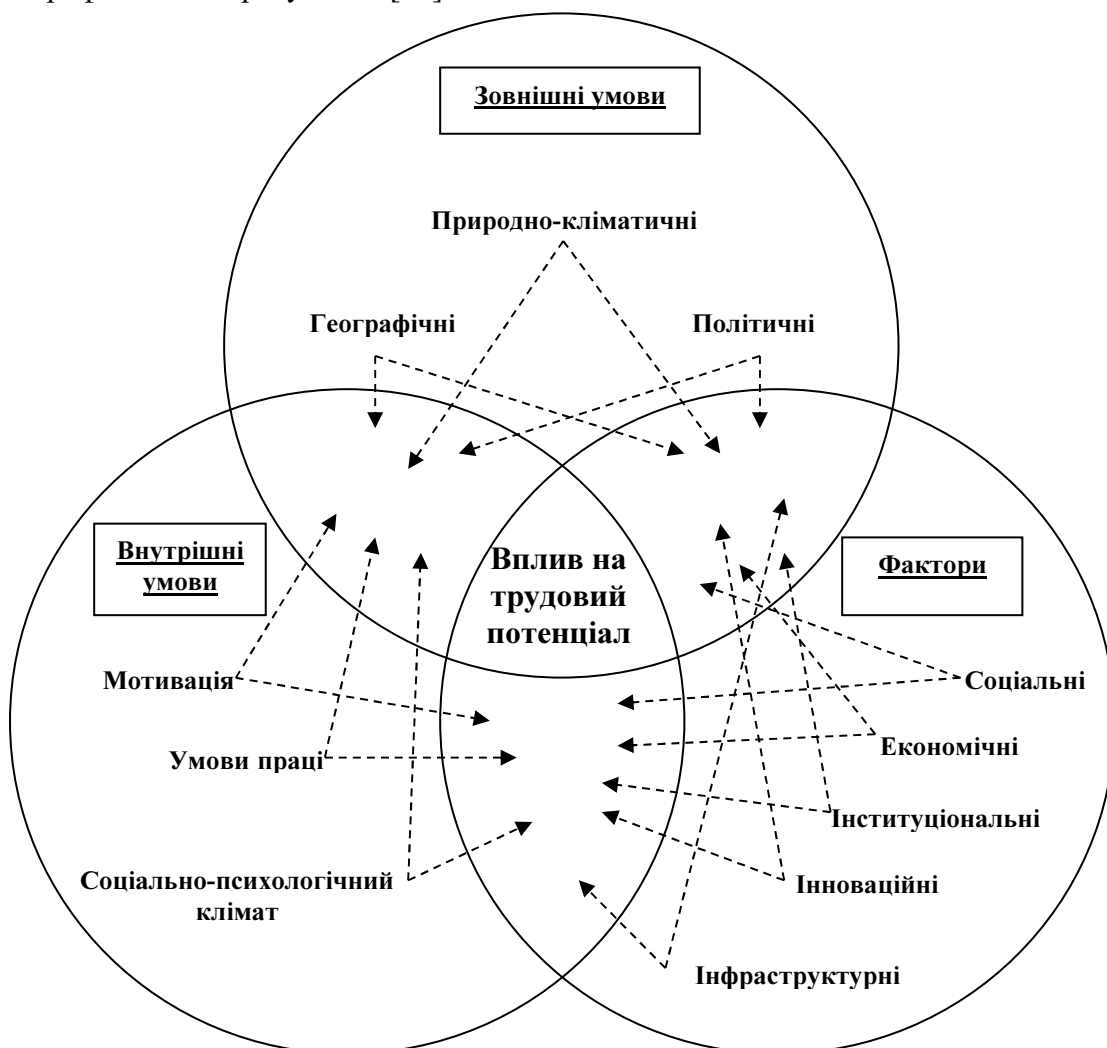 Зовнішні умови
Природно-кліматичні
Географічні
Політичні
Внутрішні
умови
Вплив на
трудовий
потенціал
Фактори
Мотивація
Соціальні
Умови праці
Економічні
Інституціональні
Соціально-психологічний
клімат
Інноваційні
Інфраструктурні